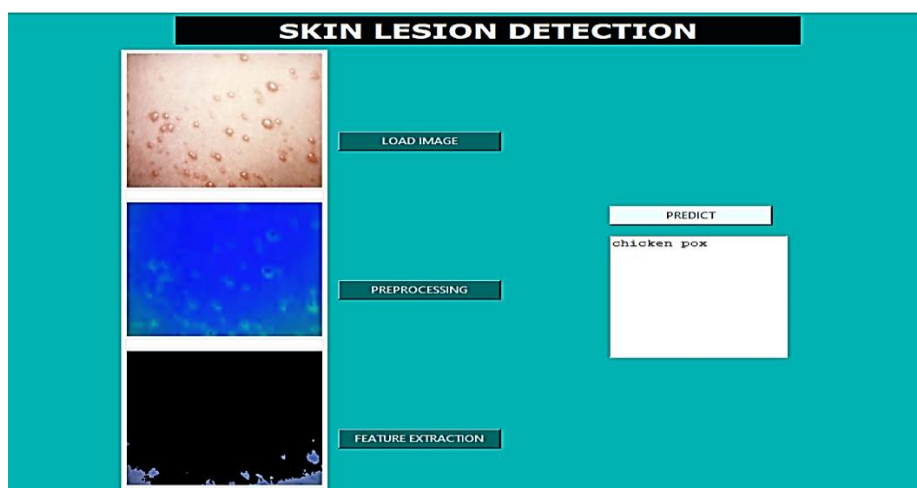 SKIN LESION DETECTION
LOAD IMAGE
PREDICT
chicken pox
PREPROCESSING
FEATURE EXTRACTION